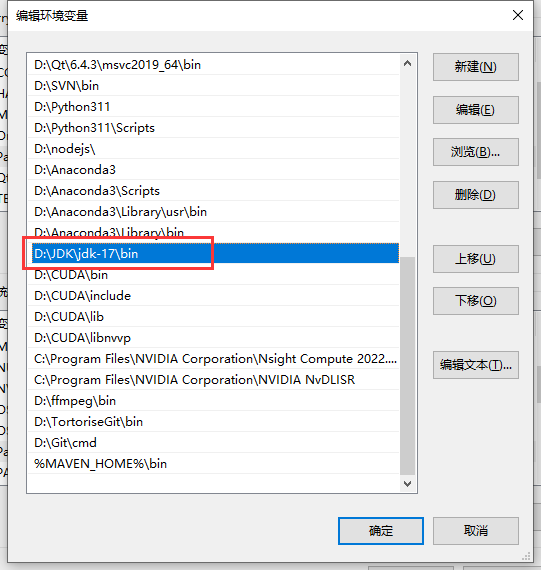 编辑环境变量
D:\Qt\6.4.3\msvc2019_64\bin
D:\SVN\bin
D:\Python311
D:\Python311\Scripts
D:\nodejs\
D:\Anaconda3
D:\Anaconda3\Scripts
D:\Anaconda3\Library\usr\bin
D:\Anaconda3\Library\bin
D:\JDK\jdk-17\bin
D:\CUDA\bin
D:\CUDA\include
D:\CUDA\lib
D:\CUDA\libnvvp
C:\Program Files\NVIDIA Corporation\Nsight Compute 2022....
C:\Program Files\NVIDIA Corporation\NVIDIA NvDLISR
D:\ffmpeg\bin
D:\TortoriseGit\bin
D:\Git\cmd
%MAVEN_HOME%\bin
新建(N)
编辑(E)
浏览(B)...
删除(D)
上移(U)
下移(O)
编辑文本(T)...
确定
取消